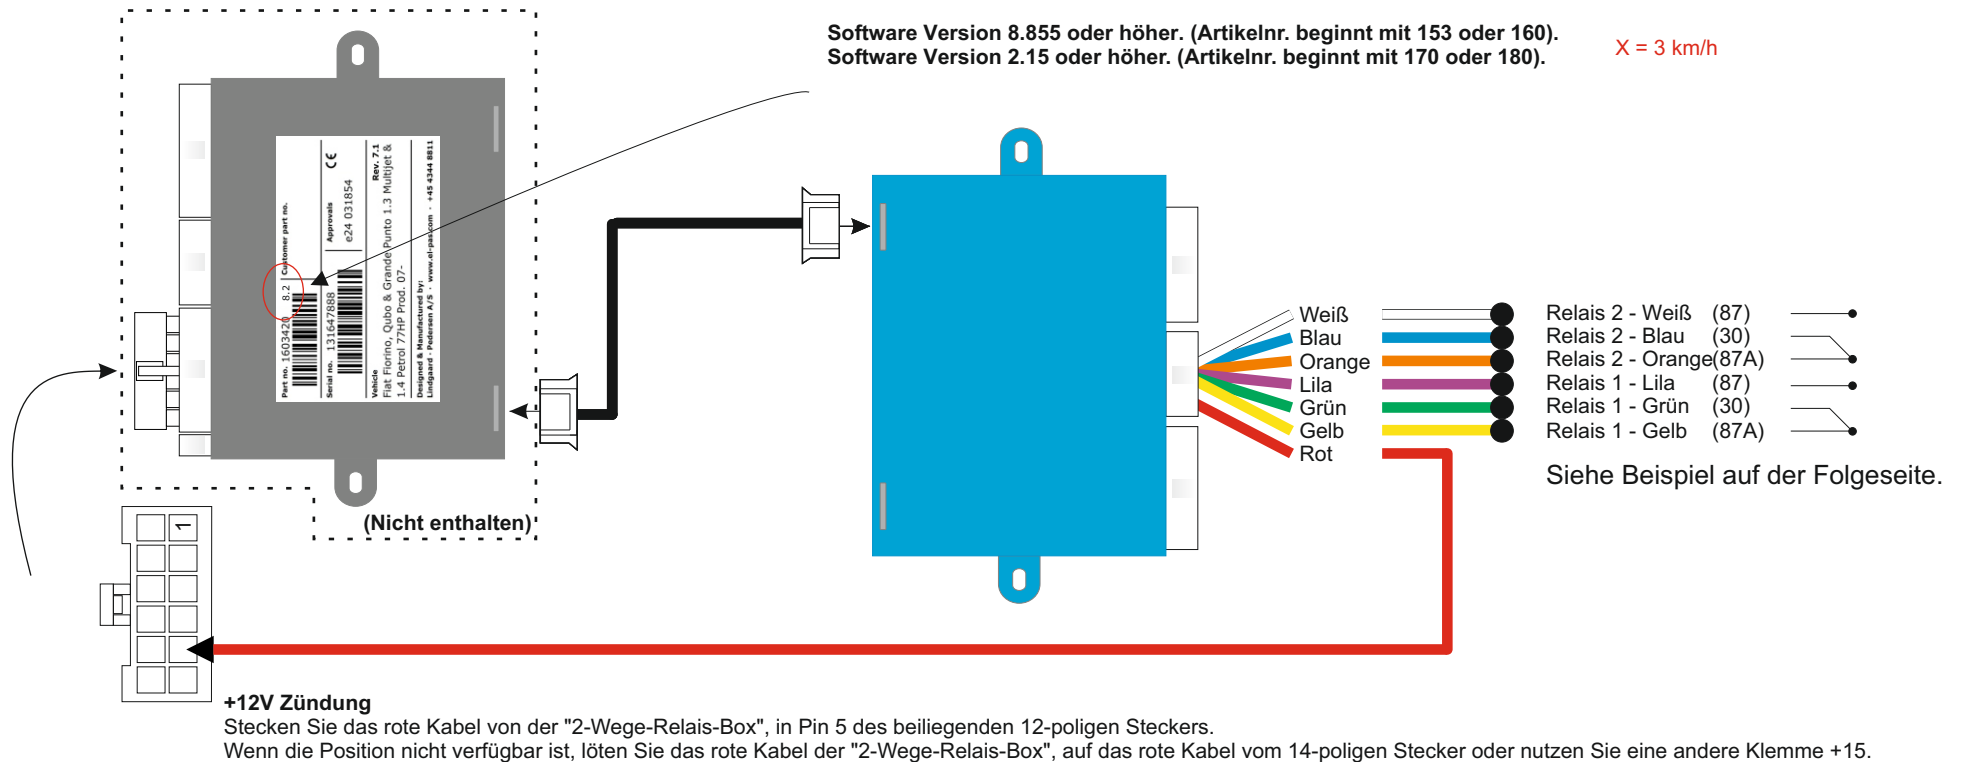 Software Version 8.855 oder höher. (Artikelnr. beginnt mit 153 oder 160).
Software Version 2.15 oder höher. (Artikelnr. beginnt mit 170 oder 180).
X = 3 km/h
Part no. 1603420 8.2 Customer part no.
Serial no. 131647888 Approvals CE
e24 031854
Vehicle Rev. 7.1
Fiat Fiorino, Qubo & Grande Punto 1.3 Multijet &
1.4 Petrol 77HP Prod. 07-
Designed & Manufactured by:
Lindgaard - Pedersen A/S · www.el-pas.com · +45 4344 8811
(Nicht enthalten)
Weiß
Blau
Orange
Lila
Grün
Gelb
Rot
Relais 2 - Weiß (87)
Relais 2 - Blau (30)
Relais 2 - Orange(87A)
Relais 1 - Lila (87)
Relais 1 - Grün (30)
Relais 1 - Gelb (87A)
Siehe Beispiel auf der Folgeseite.
1
+12V Zündung
Stecken Sie das rote Kabel von der "2-Wege-Relais-Box", in Pin 5 des beiliegenden 12-poligen Steckers.
Wenn die Position nicht verfügbar ist, löten Sie das rote Kabel der "2-Wege-Relais-Box", auf das rote Kabel vom 14-poligen Stecker oder nutzen Sie eine andere Klemme +15.